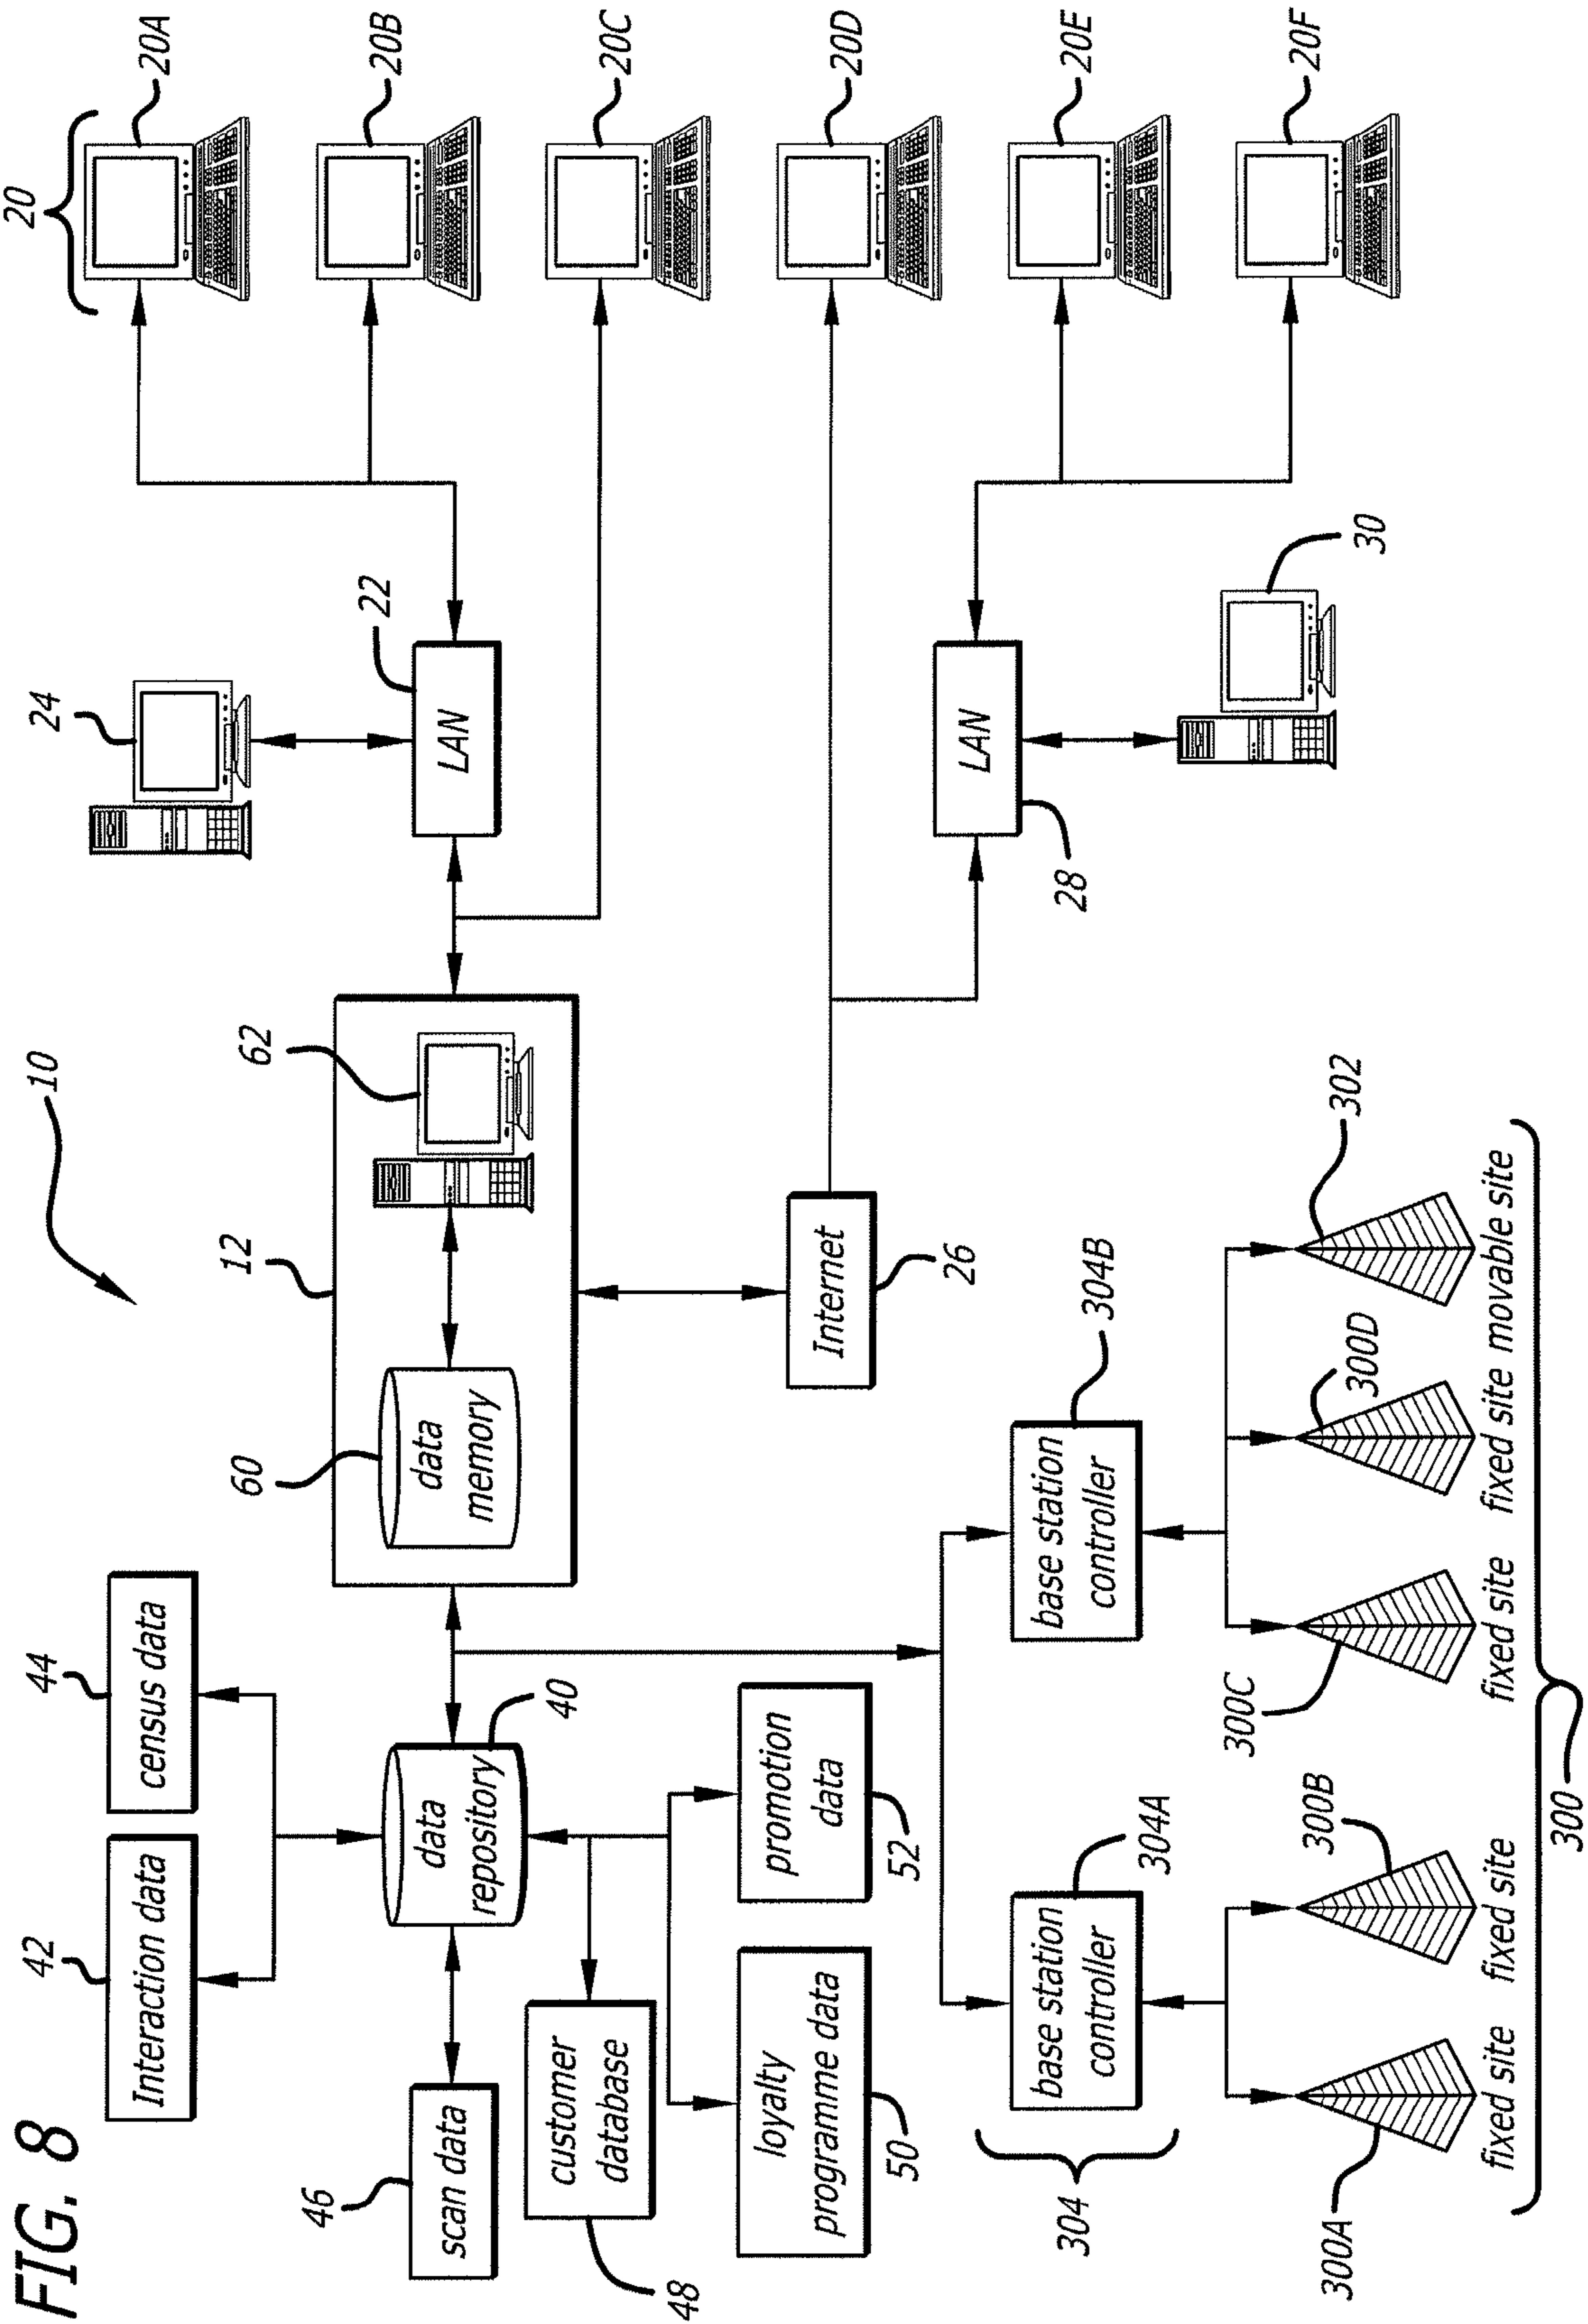 FIG. 8
10
42
44
Interaction data
census data
46
scan data
data
repository
40
48
customer
database
50
loyalty
programme data
promotion
data
52
12
60
data
memory
62
24
22
LAN
20
20A
20B
20C
20D
20E
20F
Internet
26
LAN
28
30
304
base station
controller
304A
base station
controller
304B
300A
300B
300C
300D
302
fixed site
fixed site
fixed site
fixed site
movable site
300